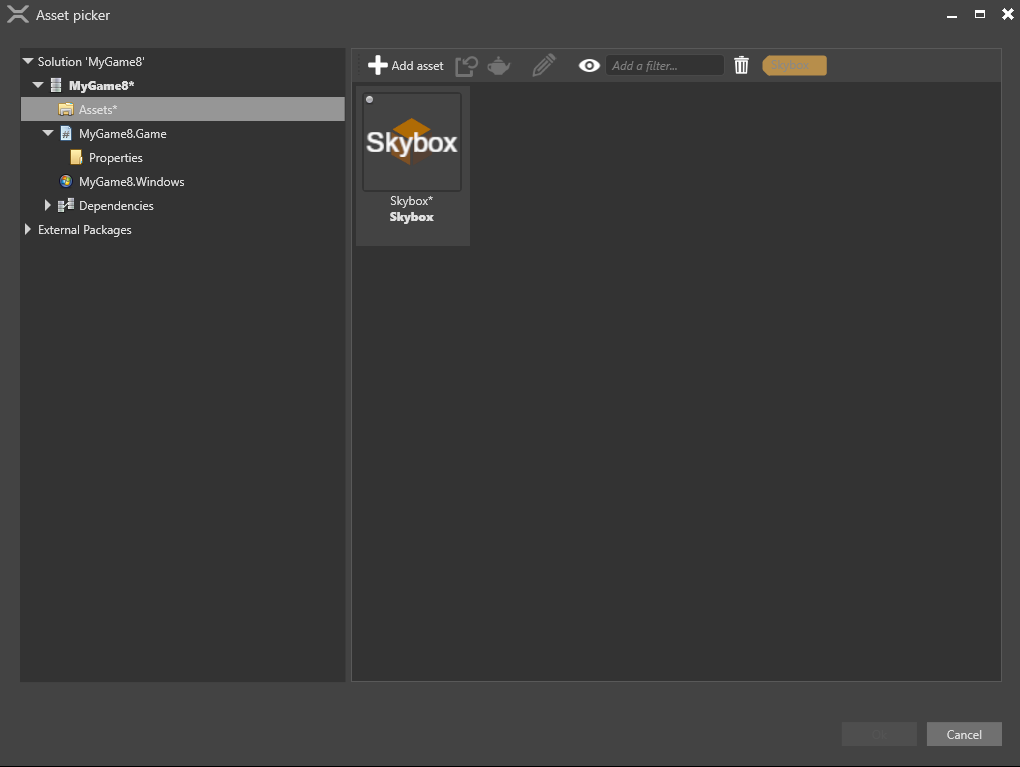 Asset picker
Solution 'MyGame8'
MyGame8*
Assets*
MyGame8.Game
Properties
MyGame8.Windows
Dependencies
External Packages
Add asset
Add a filter...
Skybox
Skybox
Skybox*
Skybox
Ok
Cancel